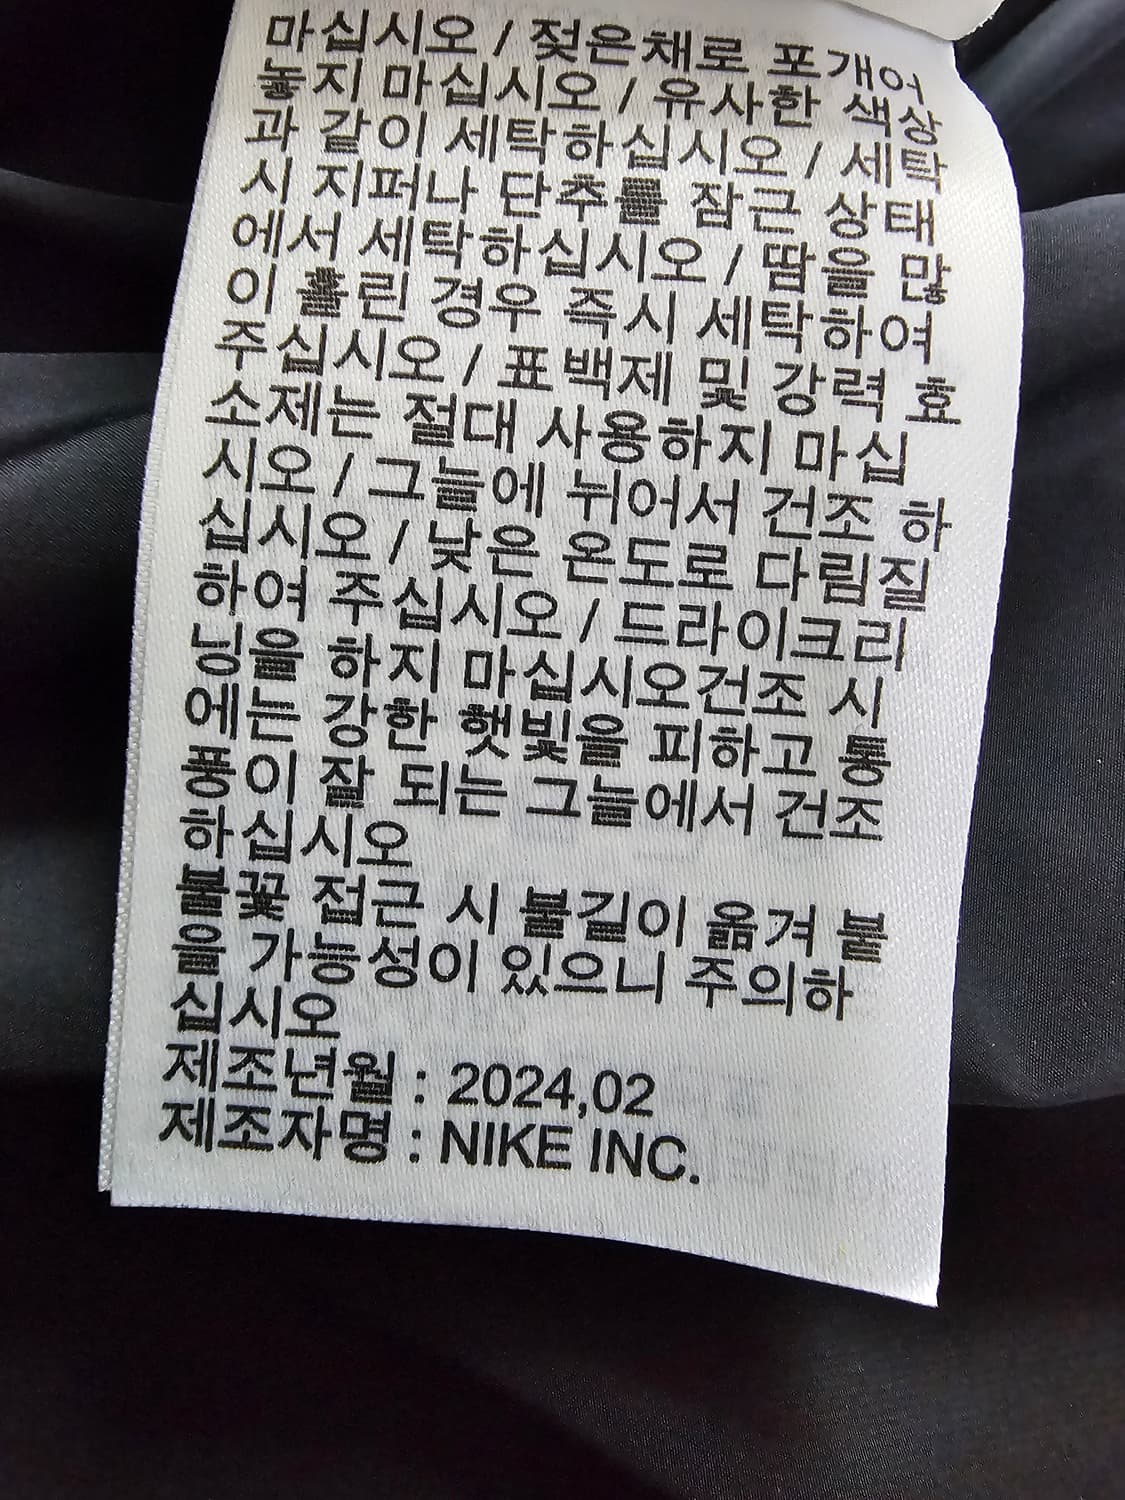 마십시오 / 젖은채로 포개어
놓지 마십시오 / 유사한 색상
과 같이 세탁하십시오 / 세탁
시 지퍼나 단추를 잠근 상태
에서 세탁하십시오 / 땀을 많
이 흘린 경우 즉시 세탁하여
주십시오 / 표백제 및 강력 효
소제는 절대 사용하지 마십
시오 / 그늘에 뉘어서 건조 하
십시오 / 낮은 온도로 다림질
하여 주십시오 / 드라이크리
닝을 하지 마십시오건조 시
에는 강한 햇빛을 피하고 통
풍이 잘 되는 그늘에서 건조
하십시오
불꽃 접근 시 불길이 옮겨 붙
을 가능성이 있으니 주의하
십시오
제조년월 : 2024,02
제조자명 : NIKE INC.